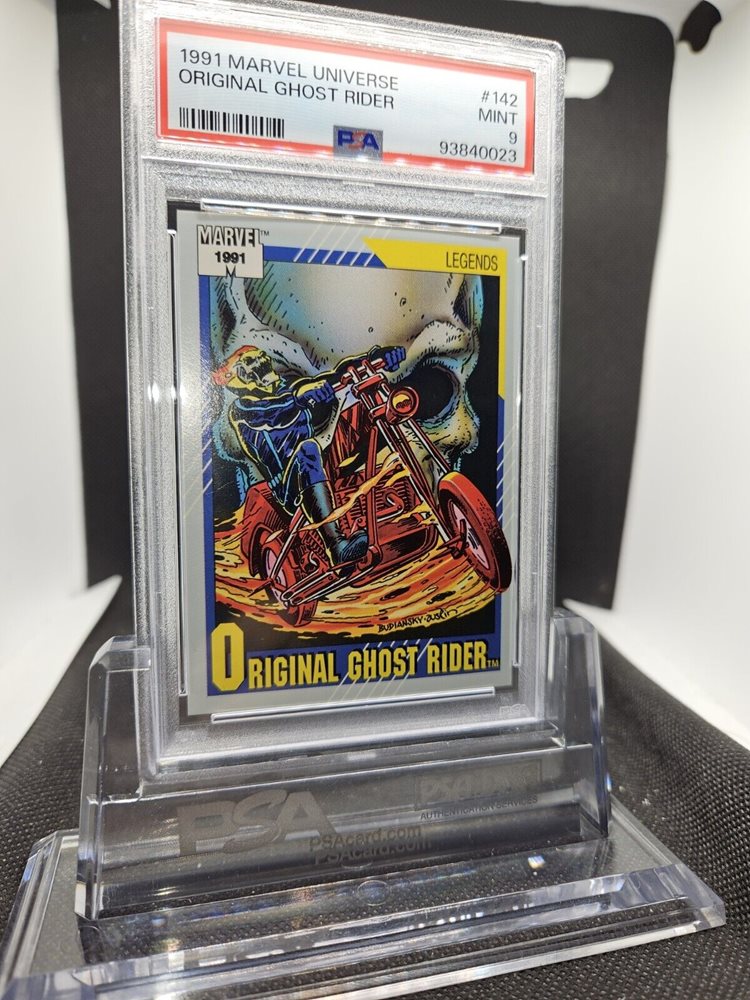 1991 MARVEL UNIVERSE #142
ORIGINAL GHOST RIDER MINT
9
PSA 93840023
MARVEL™
1991
M
LEGENDS
BUDIANSKY·AUSTIN
ORIGINAL GHOST RIDER T.M.
PSA
AUTHENTICATION SERVICES
PSAcard.com
PSAcard.com